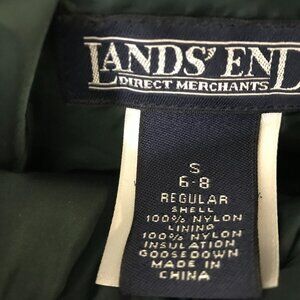 LANDS' END
DIRECT MERCHANTS
S
6-8
REGULAR
SHELL
100% NYLON
LINING
100% NYLON
INSULATION
GOOSEDOWN
MADE IN
CHINA